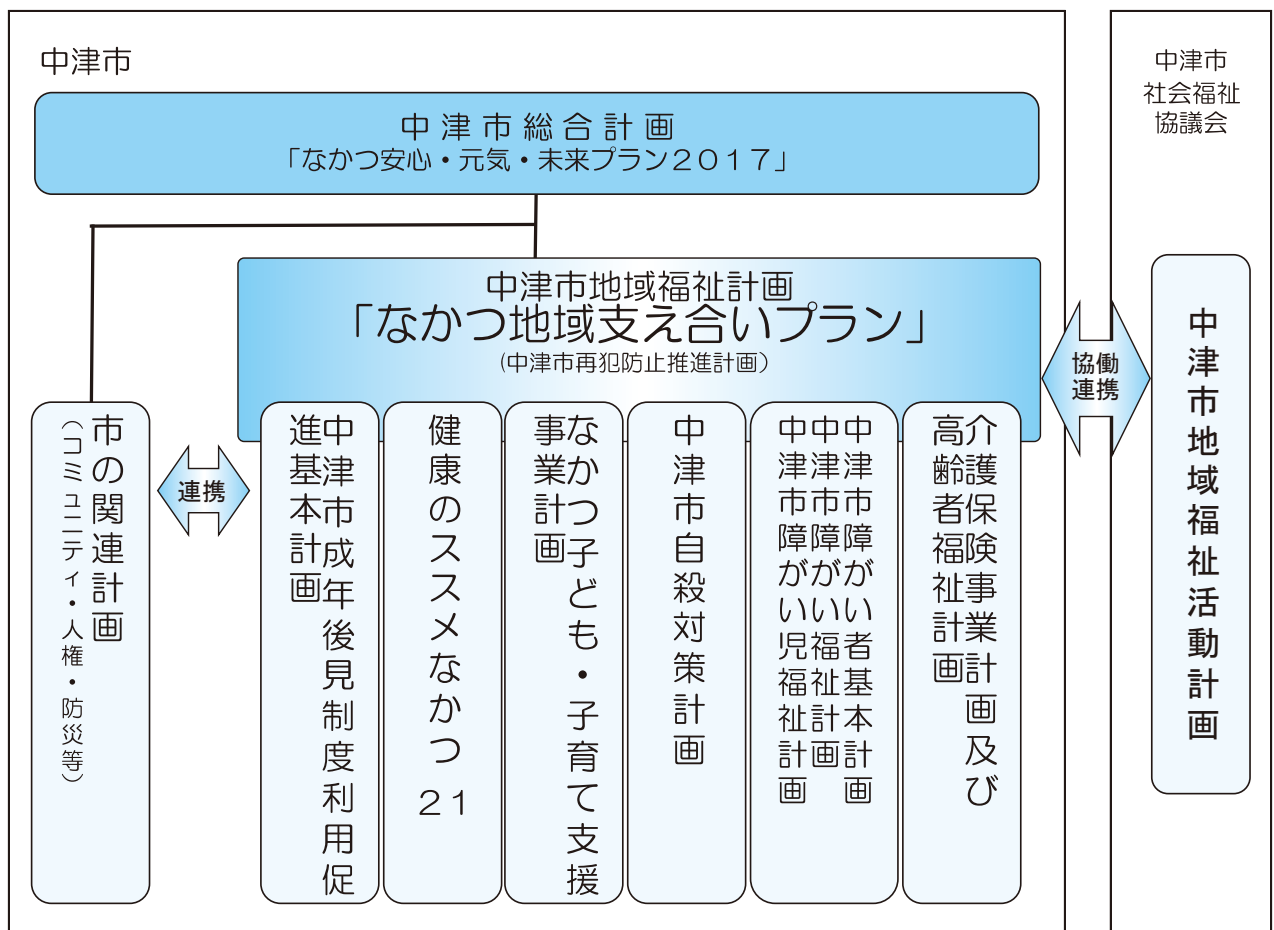 中津市
中津市総合計画
「なかつ安心・元気・未来プラン２０１７」
中津市地域福祉計画
「なかつ地域支え合いプラン」
(中津市再犯防止推進計画)
市の関連計画
（コミュニティ・人権・防災等）
連携
中津市成年後見制度利用促
進基本計画
健康のススメなかつ２１
なかつ子ども・子育て支援
事業計画
中津市自殺対策計画
中津市障がい者基本計画
中津市障がい福祉計画
中津市障がい児福祉計画
介護保険事業計画及び
高齢者福祉計画
協働
連携
中津市
社会福祉
協議会
中津市地域福祉活動計画